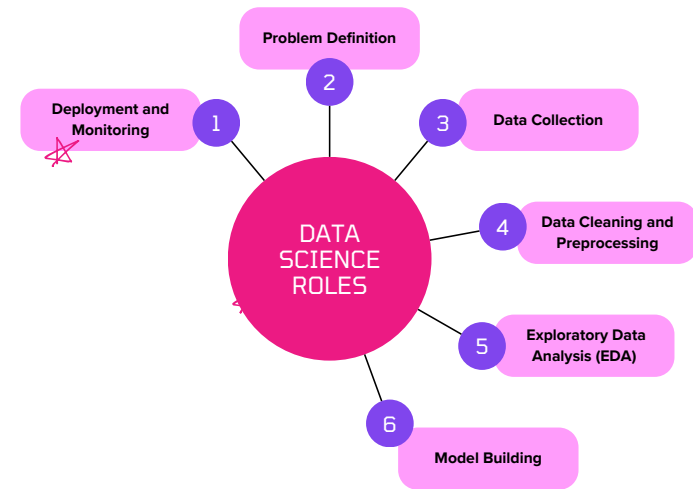 Problem Definition
2
Deployment and
Monitoring
1
3
Data Collection
DATA
SCIENCE
ROLES
4
Data Cleaning and
Preprocessing
5
Exploratory Data
Analysis (EDA)
6
Model Building